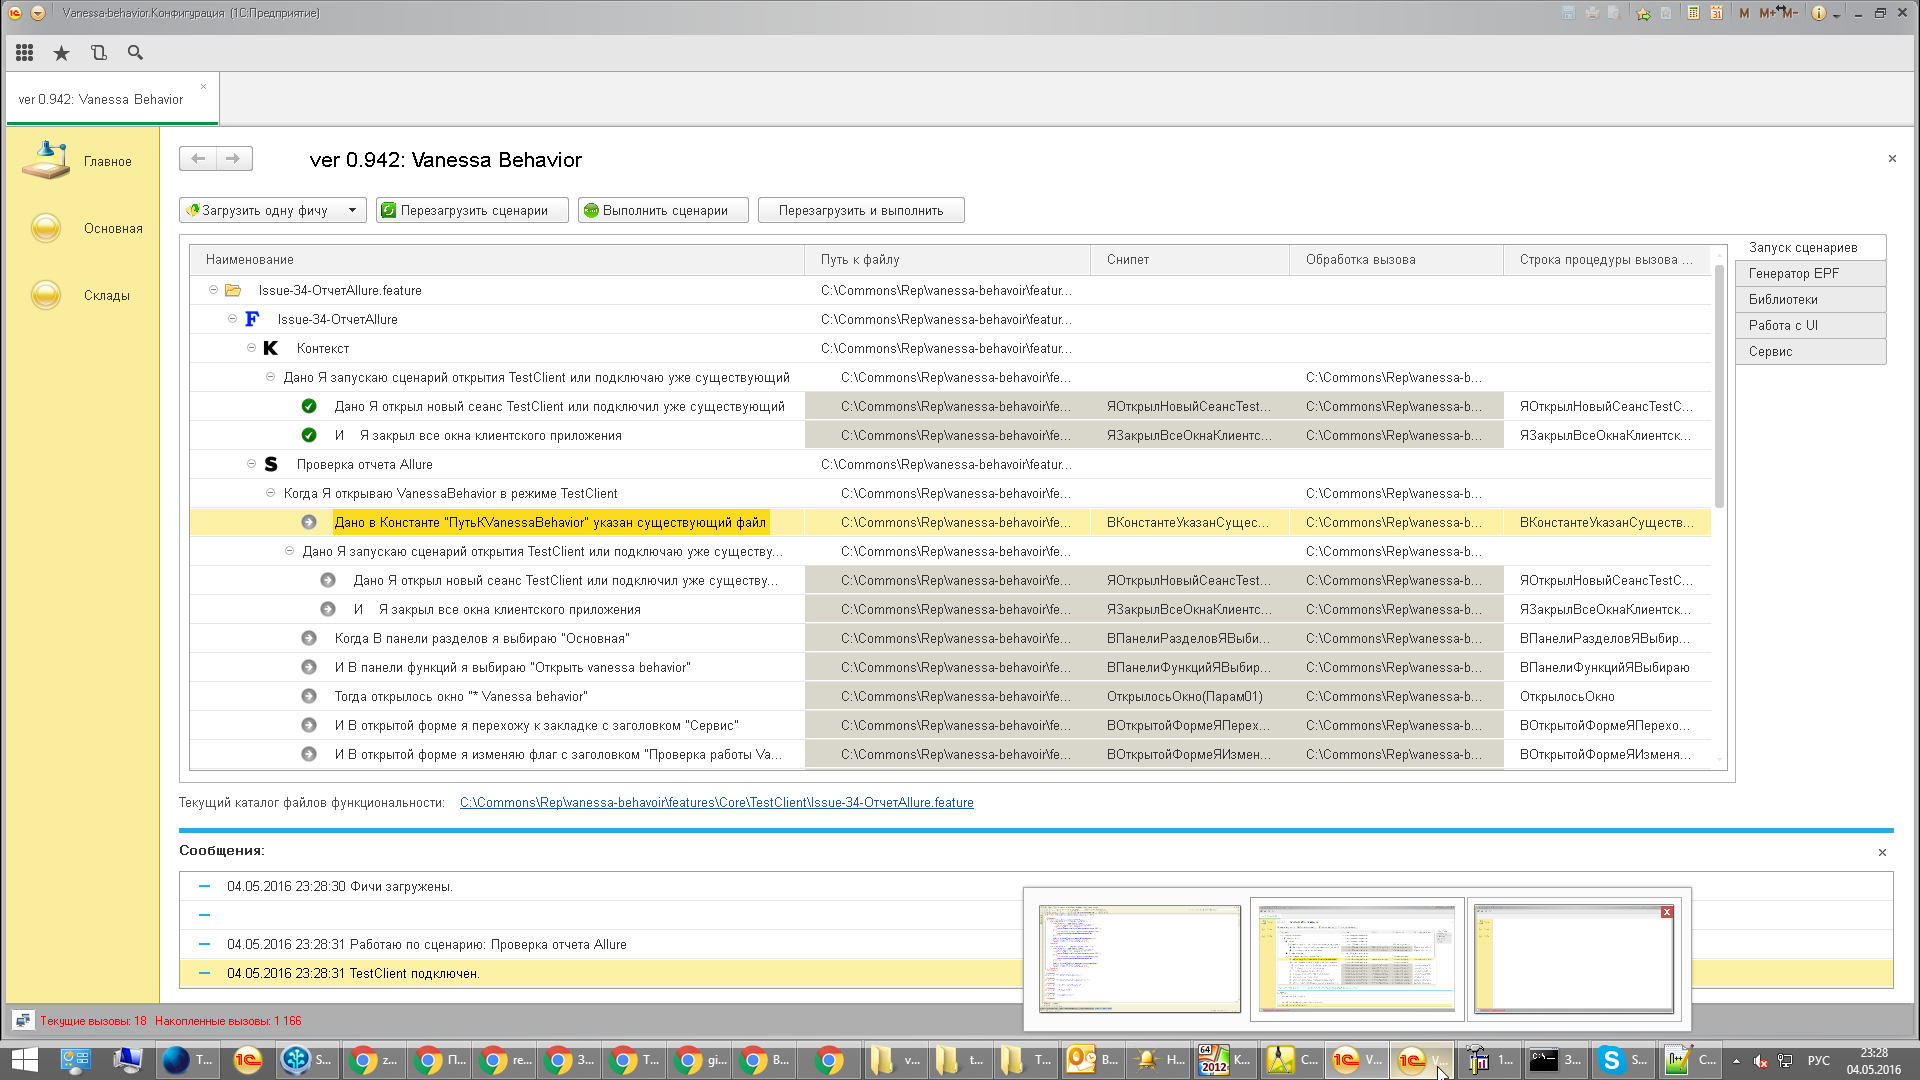 Vanessa-behavior.Конфигурация (1С:Предприятие)
M M+ M-
ver 0.942: Vanessa Behavior
Главное
Основная
Склады
ver 0.942: Vanessa Behavior
Загрузить одну фичу
Перезагрузить сценарии
Выполнить сценарии
Перезагрузить и выполнить
Наименование Путь к файлу Снипет Обработка вызова Строка процедуры вызова ...
Issue-34-ОтчетAllure.feature C:\Commons\Rep\vanessa-behavoir\featur...
F Issue-34-ОтчетAllure C:\Commons\Rep\vanessa-behavoir\featur...
K Контекст C:\Commons\Rep\vanessa-behavoir\featur...
Дано Я запускаю сценарий открытия TestClient или подключаю уже существующий C:\Commons\Rep\vanessa-behavoir\fe... C:\Commons\Rep\vanessa-b...
Дано Я открыл новый сеанс TestClient или подключил уже существующий C:\Commons\Rep\vanessa-behavoir\fe... ЯОткрылНовыйСеансTest... C:\Commons\Rep\vanessa-b... ЯОткрылНовыйСеансTestC...
И Я закрыл все окна клиентского приложения C:\Commons\Rep\vanessa-behavoir\fe... ЯЗакрылВсеОкнаКлиентс... C:\Commons\Rep\vanessa-b... ЯЗакрылВсеОкнаКлиентск...
S Проверка отчета Allure C:\Commons\Rep\vanessa-behavoir\featur...
Когда Я открываю VanessaBehavior в режиме TestClient C:\Commons\Rep\vanessa-behavoir\fe... C:\Commons\Rep\vanessa-b...
Дано в Константе "ПутьКVanessaBehavior" указан существующий файл C:\Commons\Rep\vanessa-behavoir\fe... ВКонстантеУказанСущес... C:\Commons\Rep\vanessa-b... ВКонстантеУказанСуществ...
Дано Я запускаю сценарий открытия TestClient или подключаю уже существу... C:\Commons\Rep\vanessa-behavoir\fe... C:\Commons\Rep\vanessa-b...
Дано Я открыл новый сеанс TestClient или подключил уже существу... C:\Commons\Rep\vanessa-behavoir\fe... ЯОткрылНовыйСеансTest... C:\Commons\Rep\vanessa-b... ЯОткрылНовыйСеансTestC...
И Я закрыл все окна клиентского приложения C:\Commons\Rep\vanessa-behavoir\fe... ЯЗакрылВсеОкнаКлиентс... C:\Commons\Rep\vanessa-b... ЯЗакрылВсеОкнаКлиентск...
Когда В панели разделов я выбираю "Основная" C:\Commons\Rep\vanessa-behavoir\fe... ВПанелиРазделовЯВыби... C:\Commons\Rep\vanessa-b... ВПанелиРазделовЯВыбир...
И В панели функций я выбираю "Открыть vanessa behavior" C:\Commons\Rep\vanessa-behavoir\fe... ВПанелиФункцийЯВыбир... C:\Commons\Rep\vanessa-b... ВПанелиФункцийЯВыбираю
Тогда открылось окно "* Vanessa behavior" C:\Commons\Rep\vanessa-behavoir\fe... ОткрылосьОкно(Парам01) C:\Commons\Rep\vanessa-b... ОткрылосьОкно
И В открытой форме я перехожу к закладке с заголовком "Сервис" C:\Commons\Rep\vanessa-behavoir\fe... ВОткрытойФормеЯПерех... C:\Commons\Rep\vanessa-b... ВОткрытойФормеЯПерехо...
И В открытой форме я изменяю флаг с заголовком "Проверка работы Va... C:\Commons\Rep\vanessa-behavoir\fe... ВОткрытойФормеЯИзмен... C:\Commons\Rep\vanessa-b... ВОткрытойФормеЯИзменя...
Запуск сценариев
Генератор EPF
Библиотеки
Работа с UI
Сервис
Текущий каталог файлов функциональности: C:\Commons\Rep\vanessa-behavoir\features\Core\TestClient\Issue-34-ОтчетAllure.feature
Сообщения:
04.05.2016 23:28:30 Фичи загружены.
04.05.2016 23:28:31 Работаю по сценарию: Проверка отчета Allure
04.05.2016 23:28:31 TestClient подключен.
Текущие вызовы: 18 Накопленные вызовы: 1 166
T... S... z... П... re... З... T... gi... В... v... t... T... В... Н... К... С... V... V... 1... З... S... С... РУС
23:28
04.05.2016